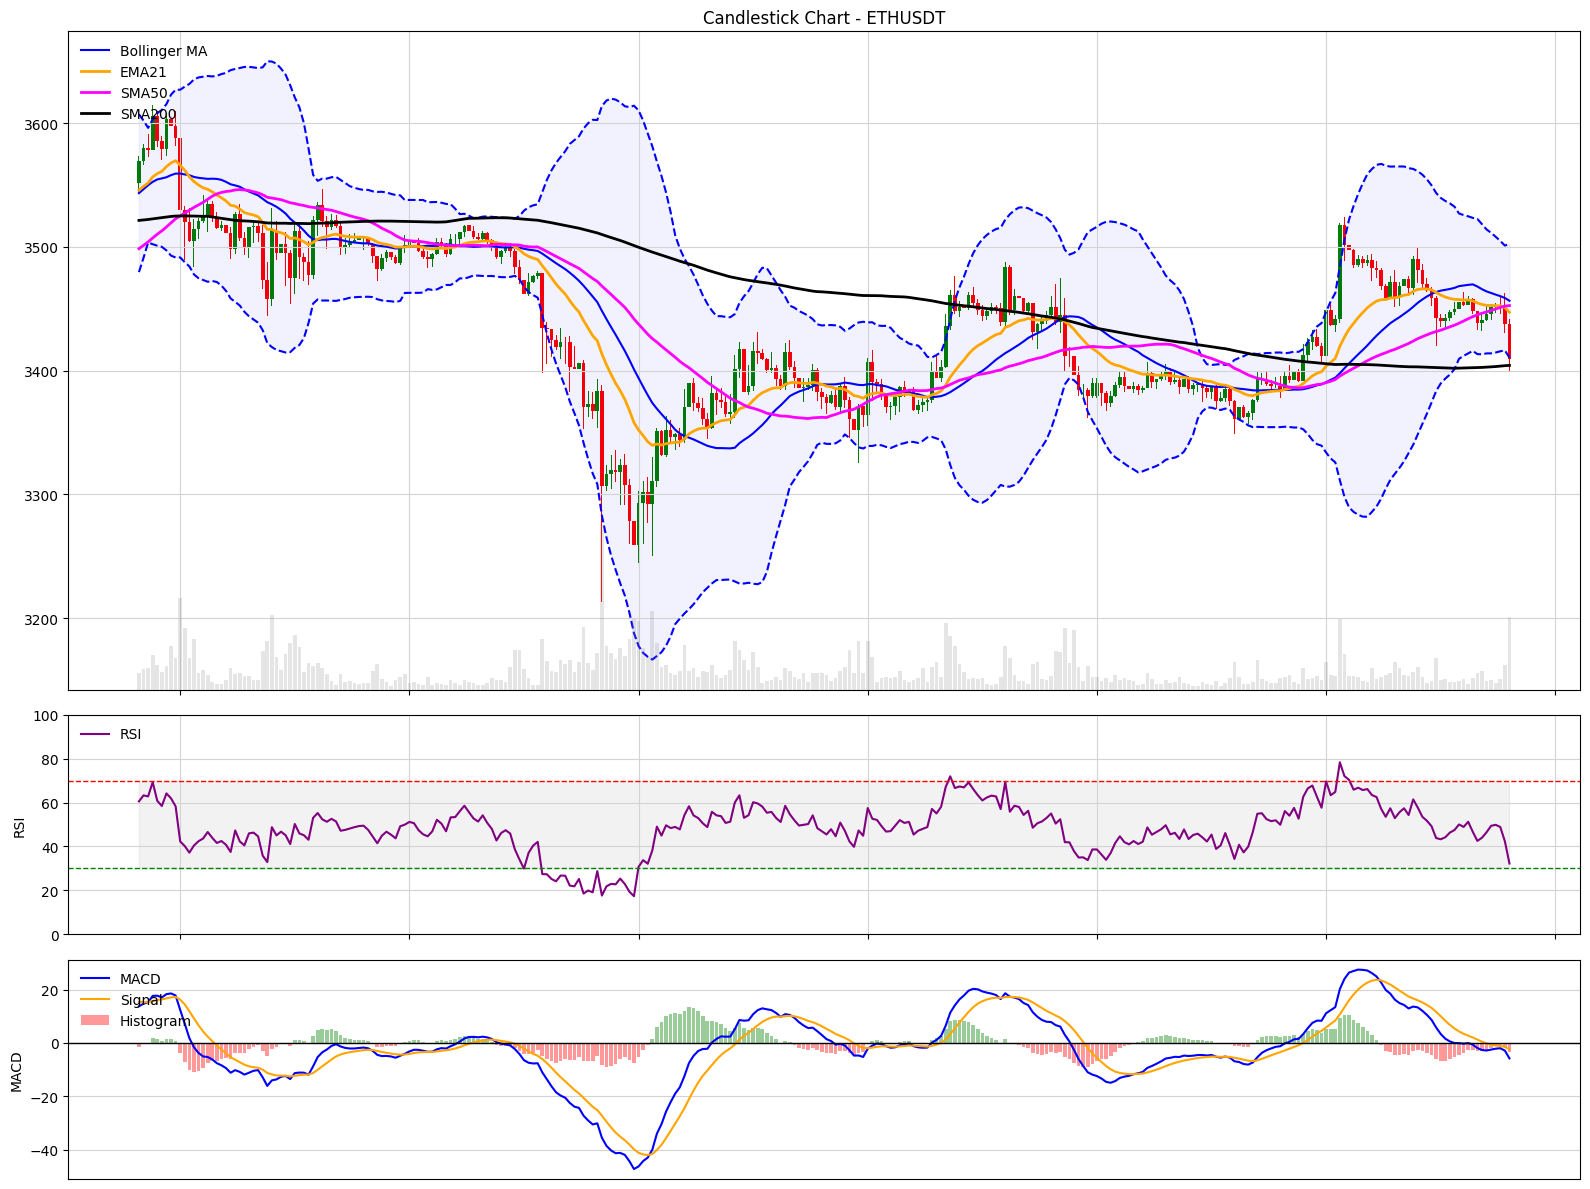 Candlestick Chart - ETHUSDT
Bollinger MA
EMA21
SMA50
SMA200
3600
3500
3400
3300
3200
RSI
100
80
60
40
20
0
RSI
MACD
Signal
Histogram
20
0
−20
−40
MACD